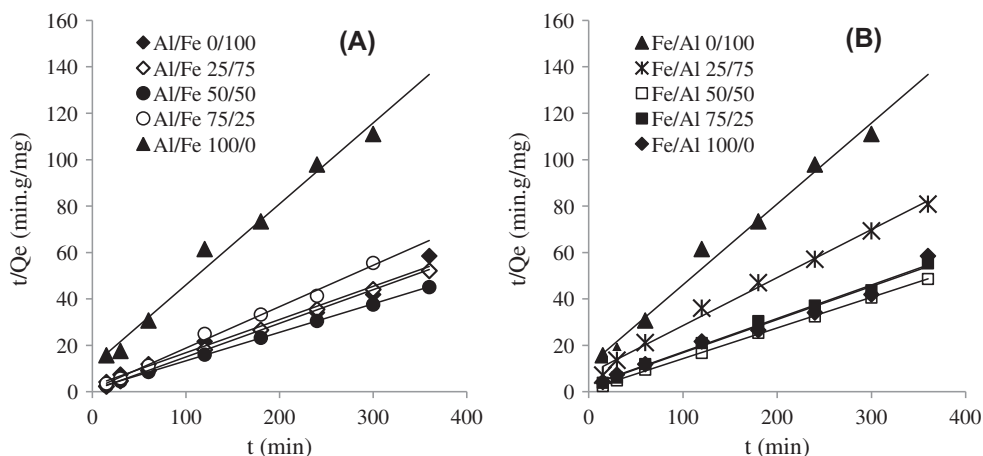 (A)
Al/Fe 0/100
Al/Fe 25/75
Al/Fe 50/50
Al/Fe 75/25
Al/Fe 100/0
t/Qe (min.g/mg)
160
140
120
100
80
60
40
20
0
0 100 200 300 400
t (min)
(B)
Fe/Al 0/100
Fe/Al 25/75
Fe/Al 50/50
Fe/Al 75/25
Fe/Al 100/0
t/Qe (min.g/mg)
160
140
120
100
80
60
40
20
0
0 100 200 300 400
t (min)